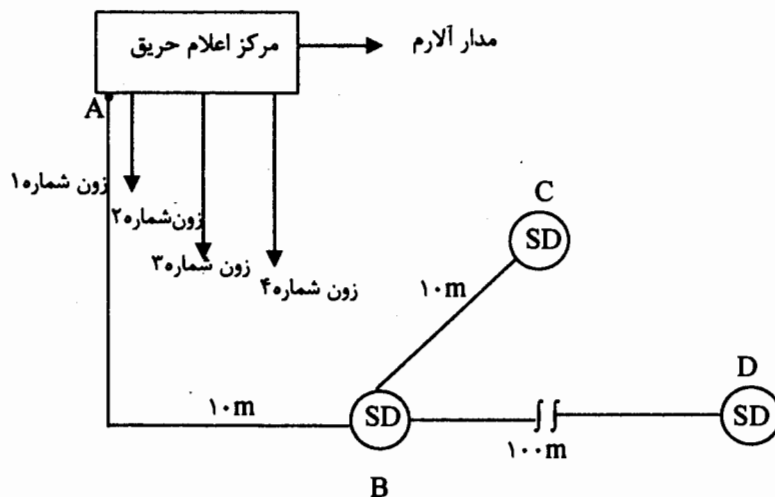 مرکز اعلام حریق
مدار آلارم
A
زون شماره۱
زون‌شماره۲
زون شماره۳
زون شماره۴
C
SD
۱۰m
D
SD
۱۰m
SD
۱۰۰m
B